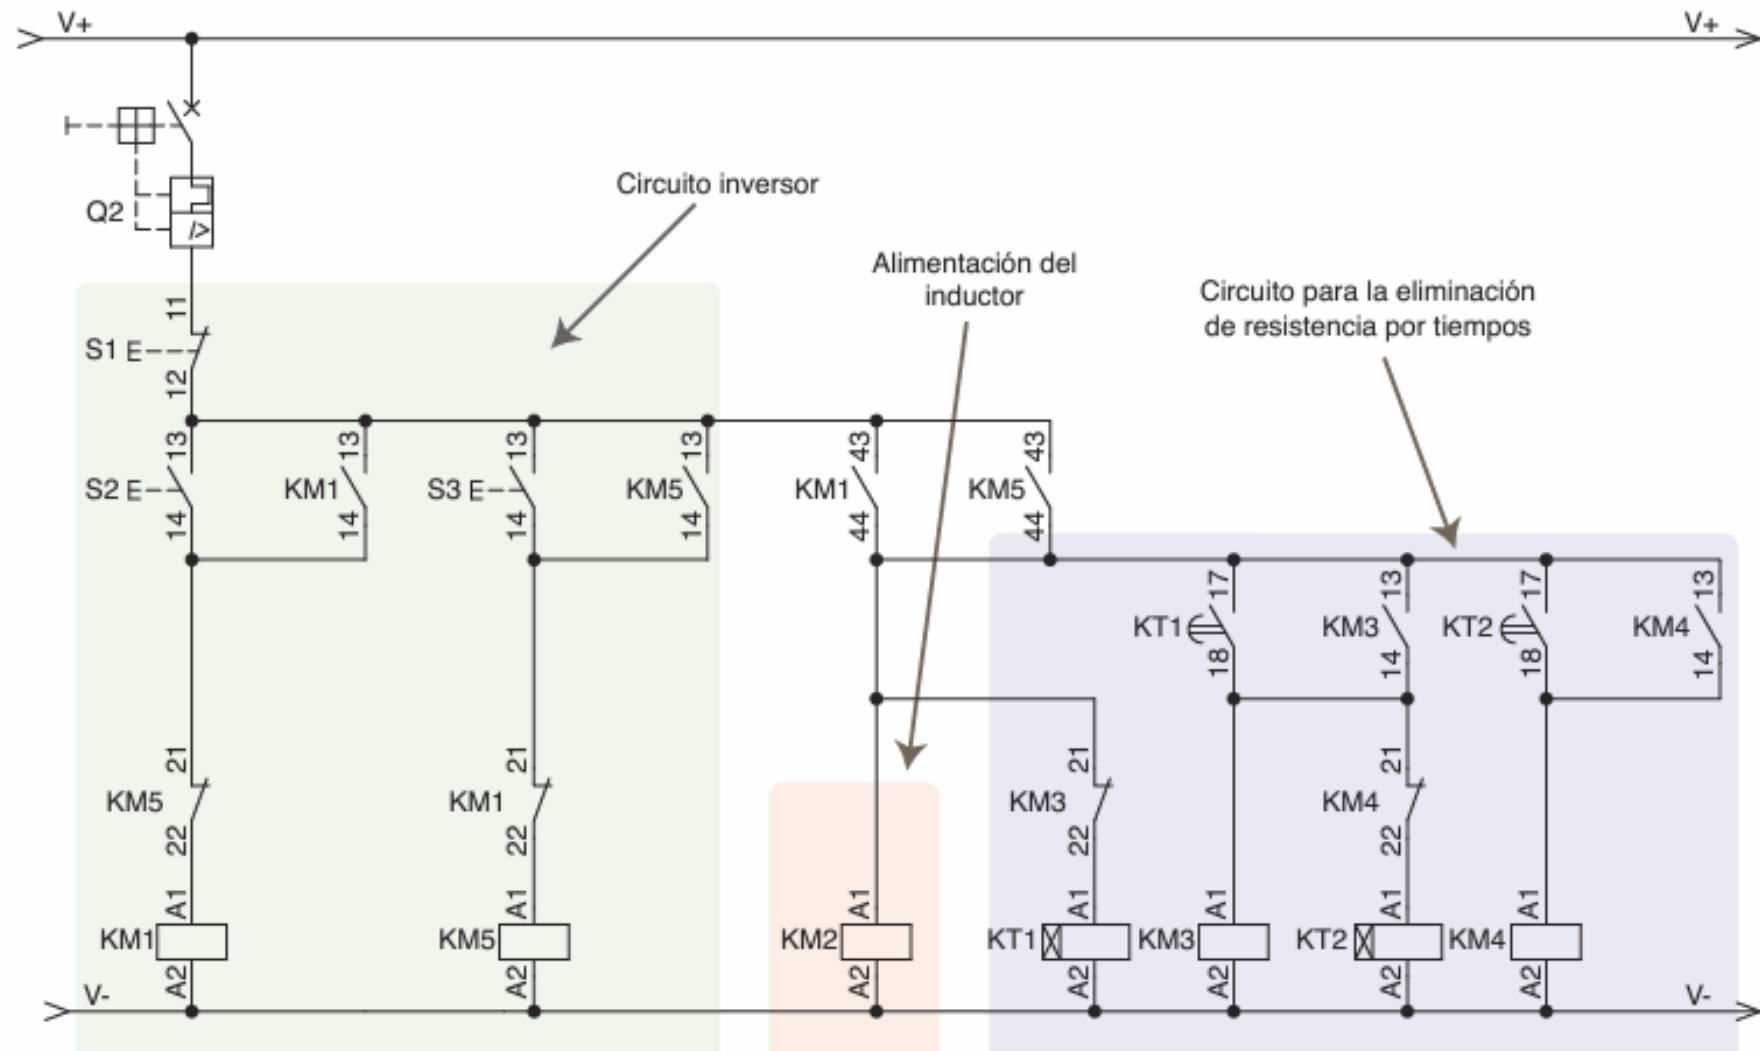 V+
V+
Q2
I>
Circuito inversor
Alimentación del
inductor
Circuito para la eliminación
de resistencia por tiempos
11
S1
12
13
13
13
13
43
43
S2
KM1
S3
KM5
KM1
KM5
14
14
14
14
44
44
17
13
17
13
KT1
KM3
KT2
KM4
18
14
18
14
21
21
21
21
KM5
KM1
KM3
KM4
22
22
22
22
A1
A1
A1
A1
A1
A1
A1
KM1
KM5
KM2
KT1
KM3
KT2
KM4
A2
A2
A2
A2
A2
A2
A2
V-
V-